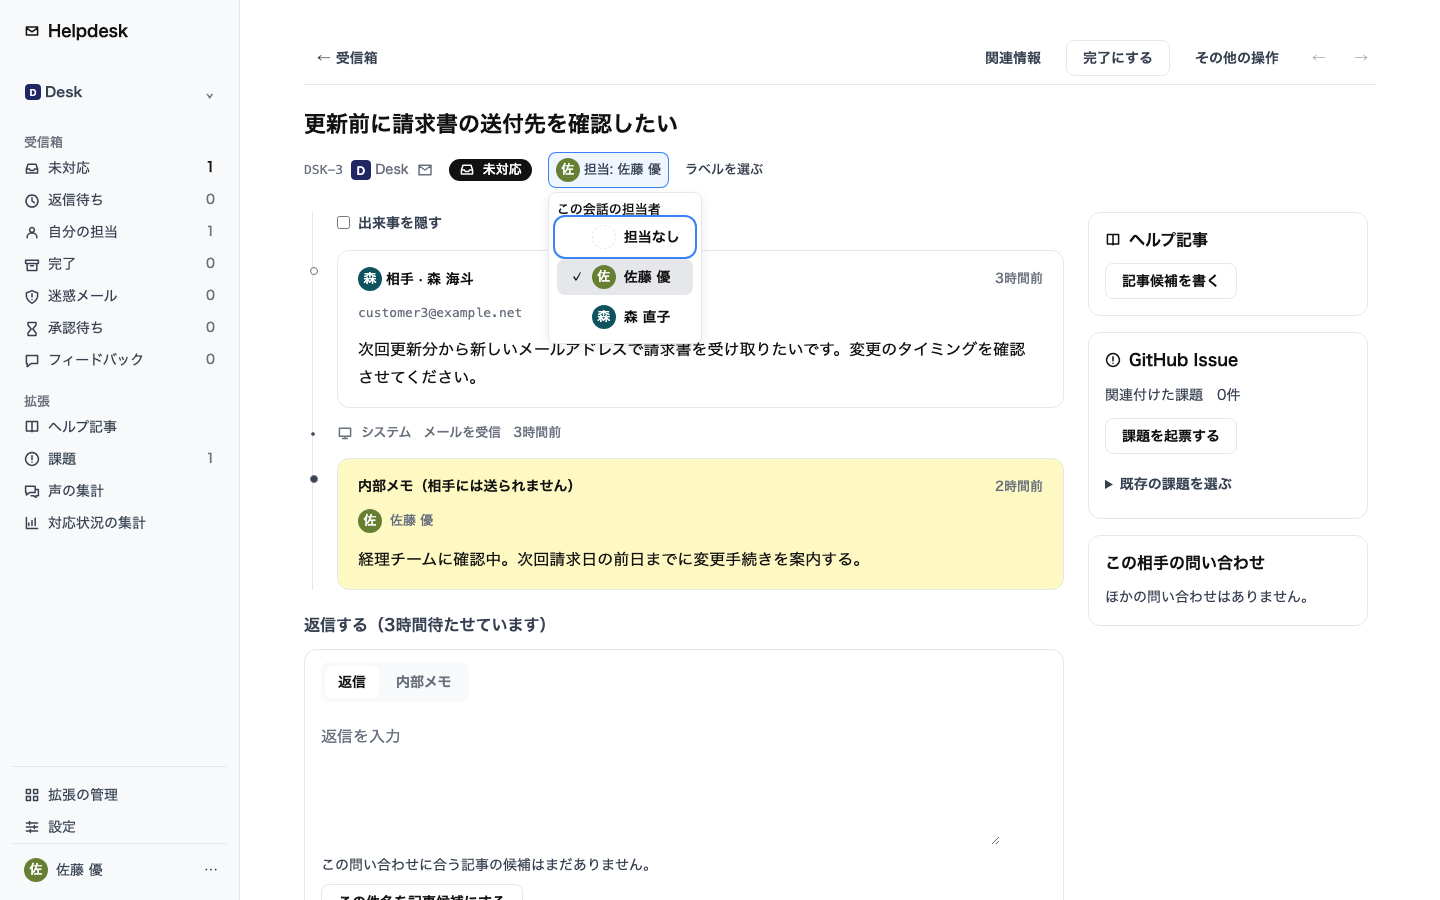 Helpdesk
D Desk
受信箱
未対応 1
返信待ち 0
自分の担当 1
完了 0
迷惑メール 0
承認待ち 0
フィードバック 0
拡張
ヘルプ記事
課題 1
声の集計
対応状況の集計
拡張の管理
設定
佐 佐藤 優 …
← 受信箱
関連情報 完了にする その他の操作 ← →
更新前に請求書の送付先を確認したい
DSK-3 D Desk 未対応 佐 担当: 佐藤 優 ラベルを選ぶ
この会話の担当者
担当なし
✓ 佐 佐藤 優
森 森 直子
出来事を隠す
森 相手 · 森 海斗 3時間前
customer3@example.net
次回更新分から新しいメールアドレスで請求書を受け取りたいです。変更のタイミングを確認
させてください。
システム メールを受信 3時間前
内部メモ（相手には送られません） 2時間前
佐 佐藤 優
経理チームに確認中。次回請求日の前日までに変更手続きを案内する。
返信する（3時間待たせています）
返信 内部メモ
返信を入力
この問い合わせに合う記事の候補はまだありません。
この件名を記事候補にする
ヘルプ記事
記事候補を書く
GitHub Issue
関連付けた課題 0件
課題を起票する
▶ 既存の課題を選ぶ
この相手の問い合わせ
ほかの問い合わせはありません。